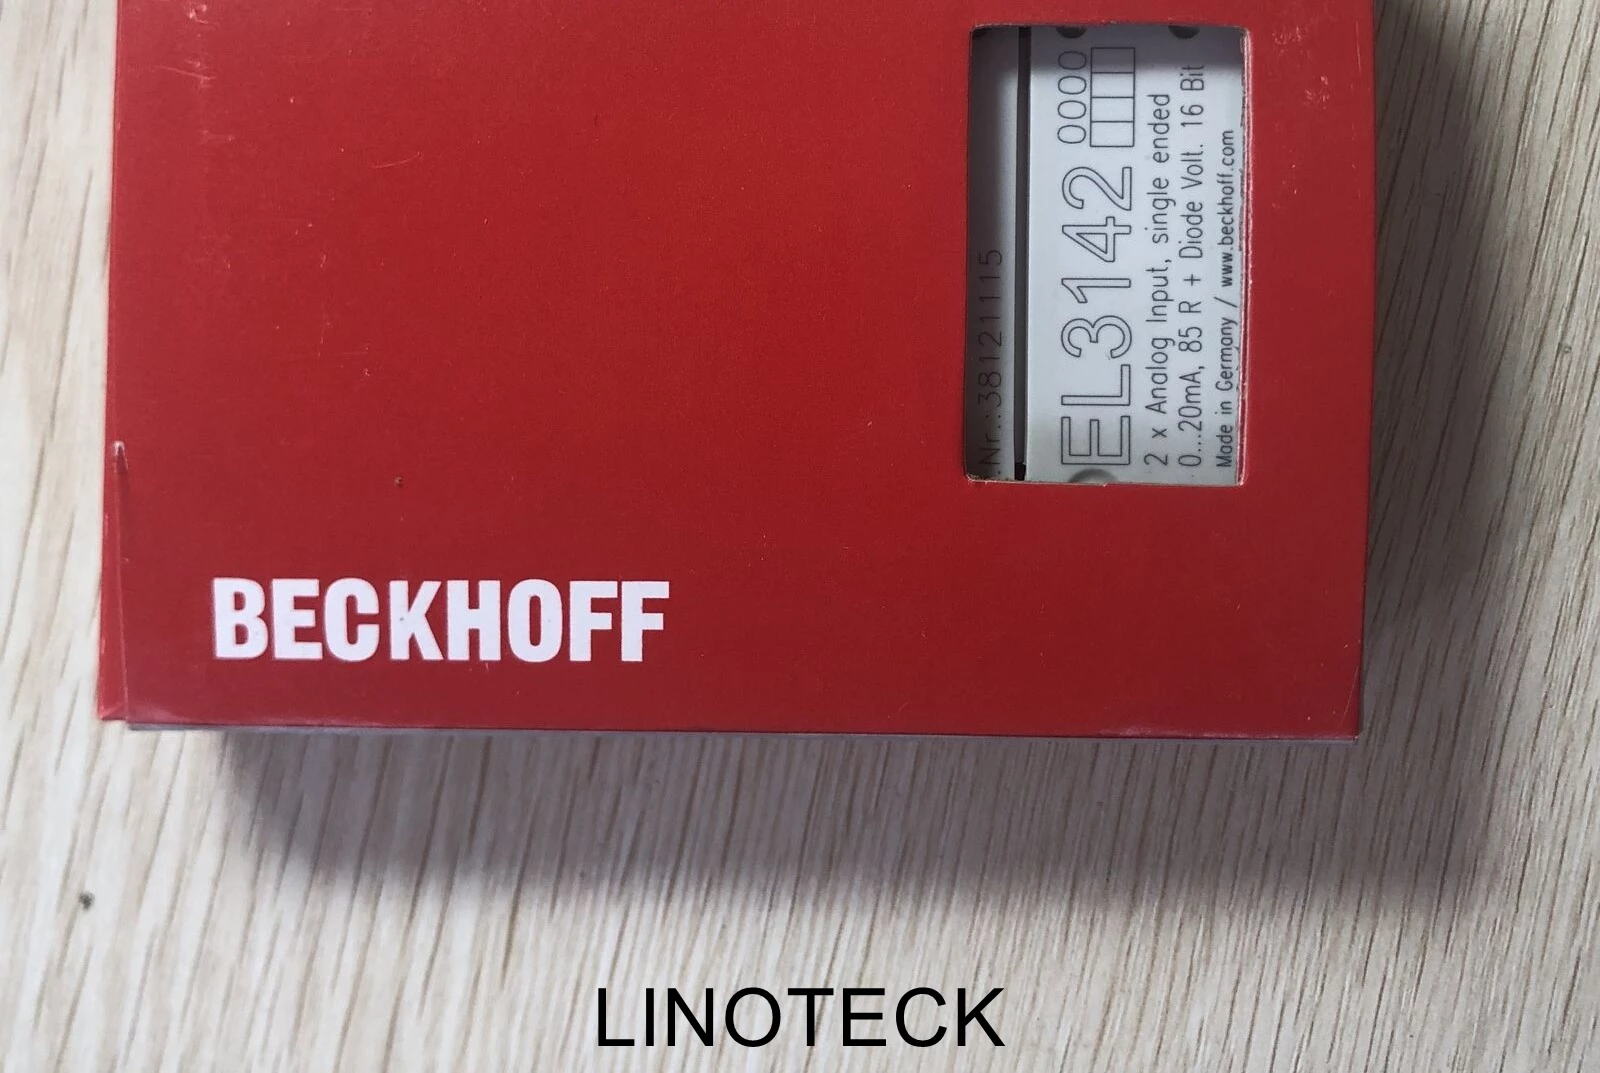 Nr.:38121115
EL3142 0000
2 x Analog Input, single ended
0...20mA, 85 R + Diode Volt. 16 Bit
Made in Germany / www.beckhoff.com
BECKHOFF
LINOTECK